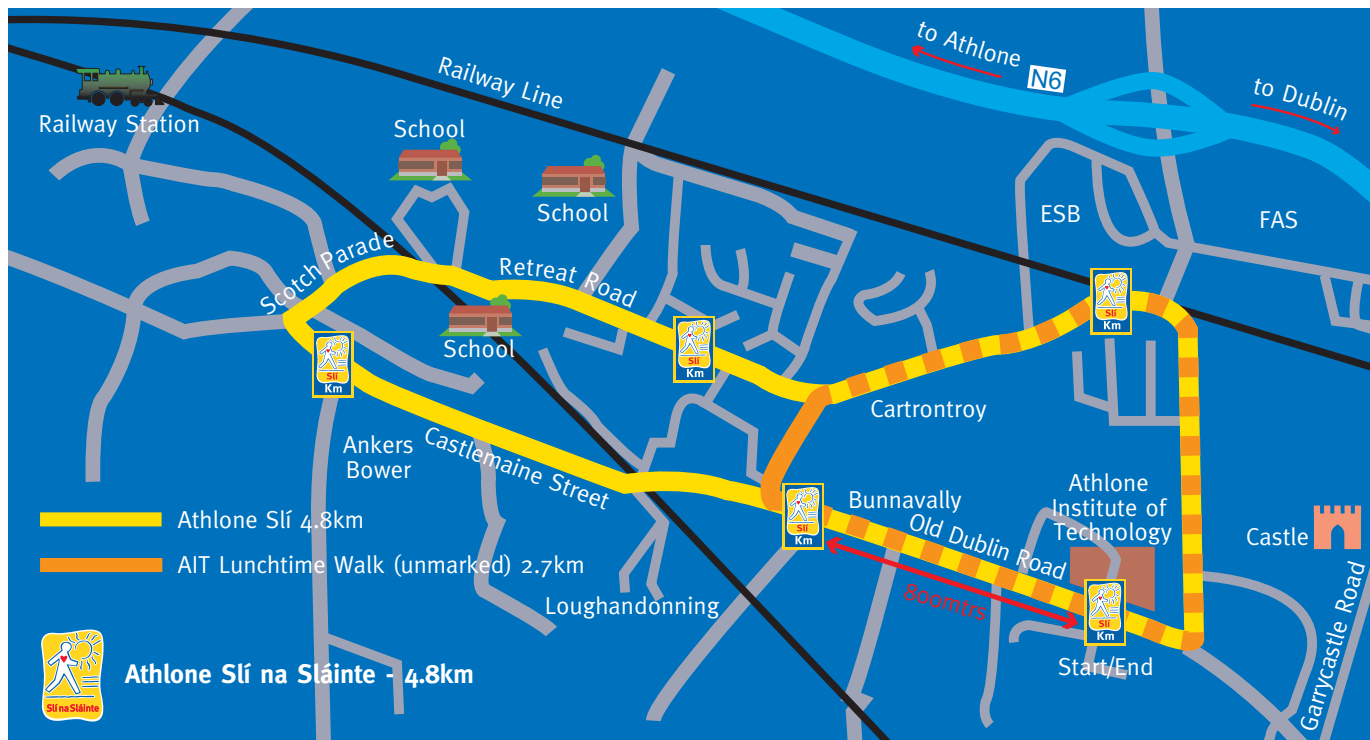 to Athlone
N6
to Dublin
Railway Line
Railway Station
School
School
ESB
FAS
Scotch Parade
Retreat Road
Slí
Km
School
Slí
Km
Slí
Km
Cartrontroy
Ankers
Bower
Castlemaine Street
Slí
Km
Bunnavally
Old Dublin Road
Athlone
Institute of
Technology
Castle
800mtrs
Slí
Km
Start/End
Garrycastle Road
Loughandonning
Athlone Slí 4.8km
AIT Lunchtime Walk (unmarked) 2.7km
Slí na Sláinte
Athlone Slí na Sláinte - 4.8km